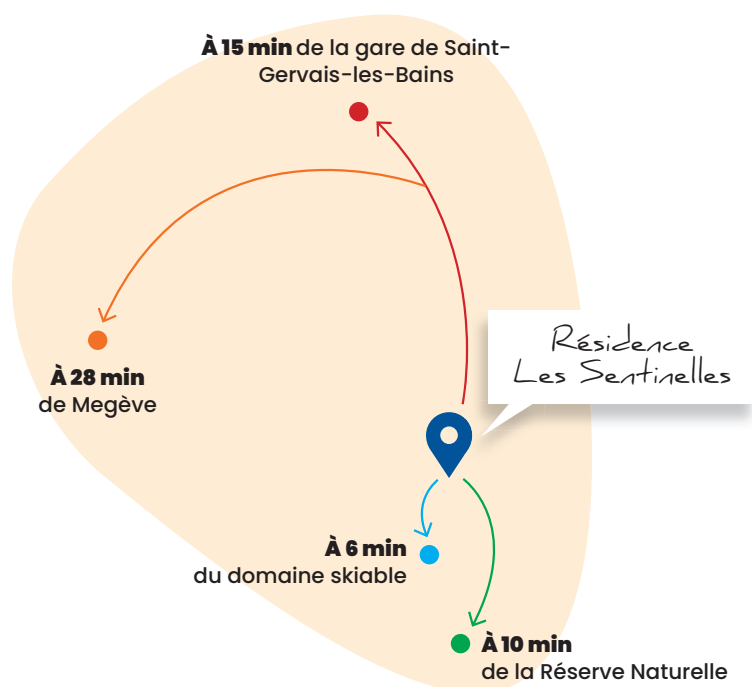 À 15 min de la gare de Saint-
Gervais-les-Bains
Résidence
Les Sentinelles
À 28 min
de Megève
À 6 min
du domaine skiable
À 10 min
de la Réserve Naturelle